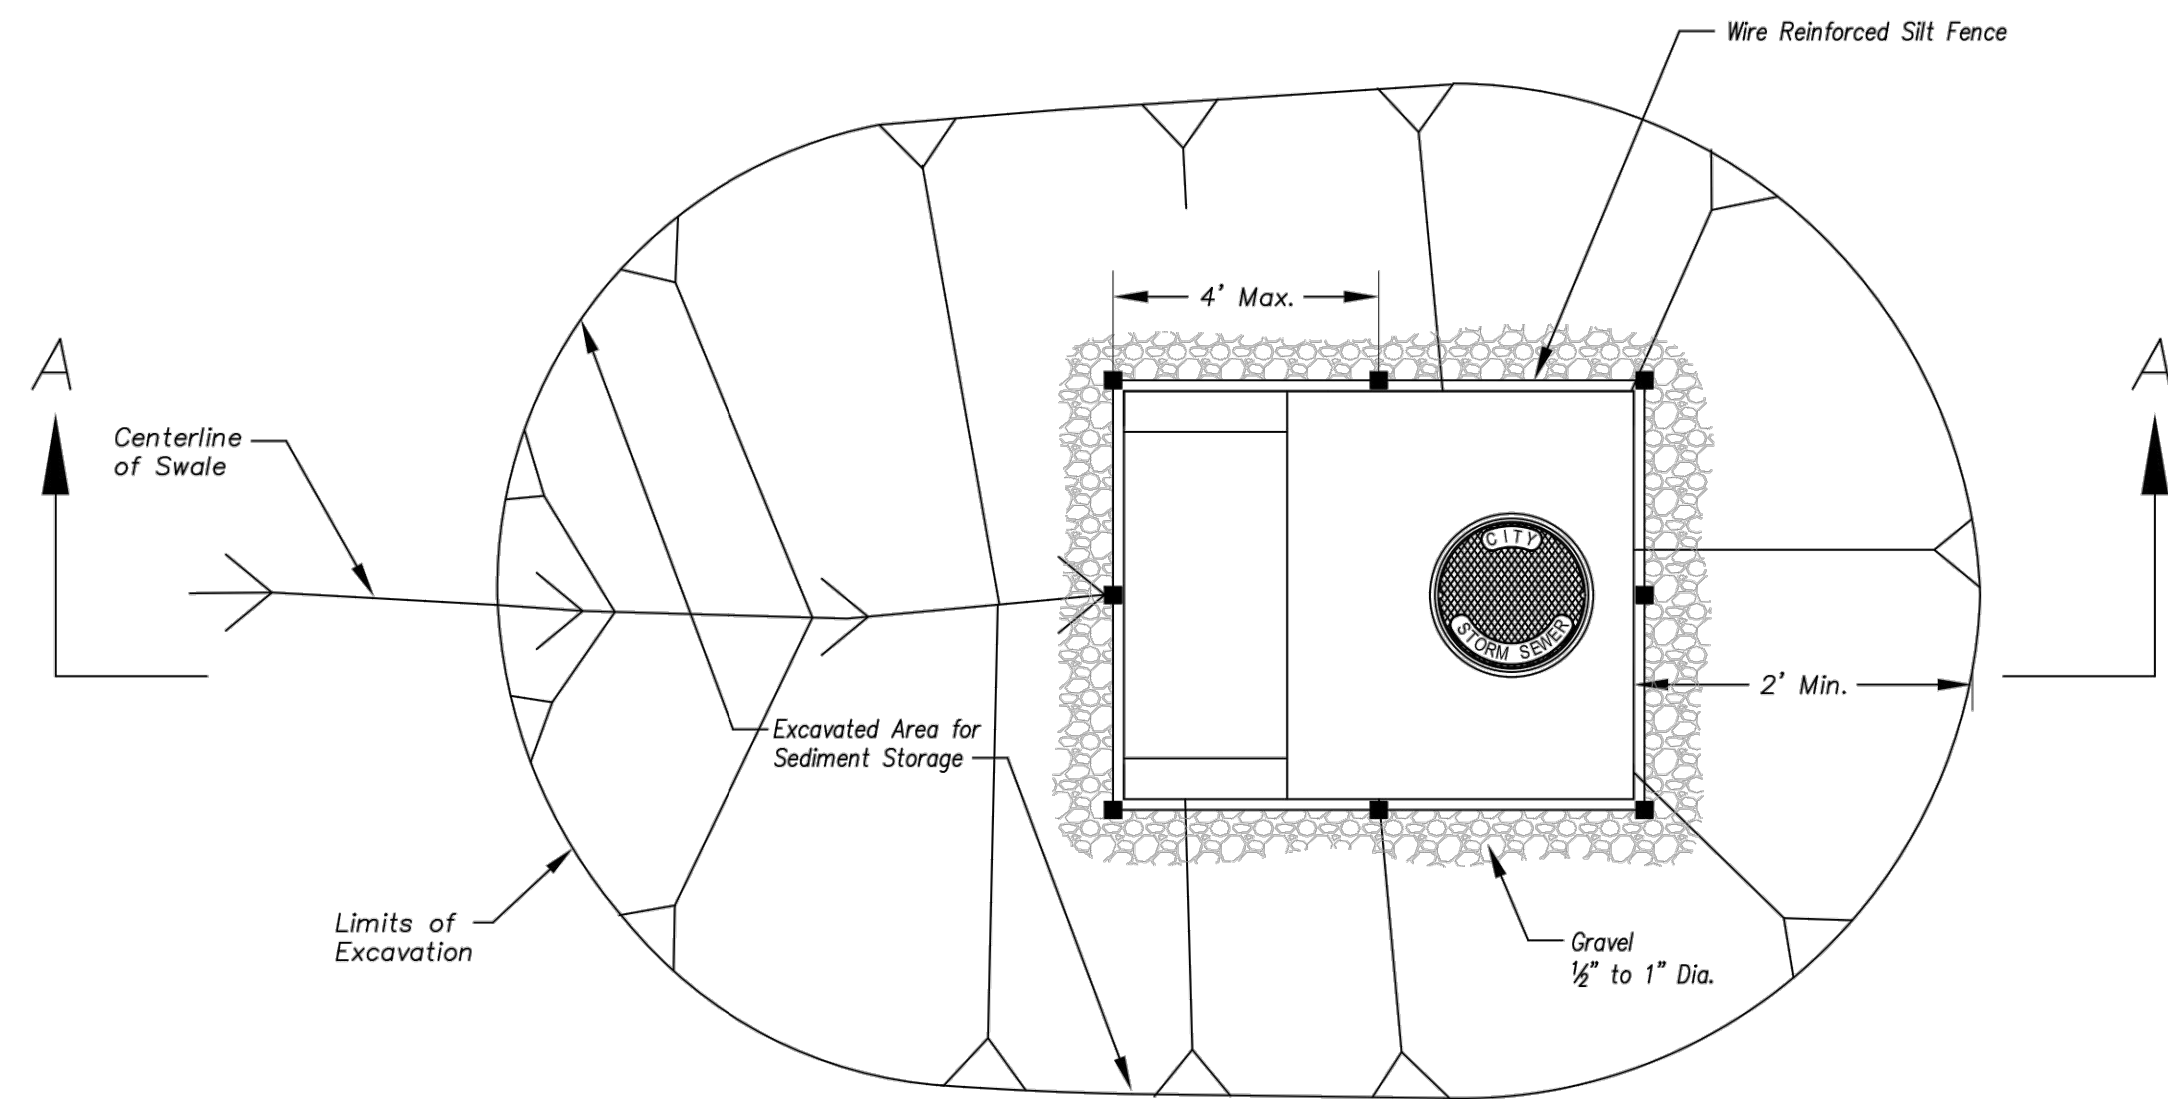 Wire Reinforced Silt Fence
4' Max.
A
A
Centerline
of Swale
CITY
STORM SEWER
2' Min.
Excavated Area for
Sediment Storage
Limits of
Excavation
Gravel
½" to 1" Dia.